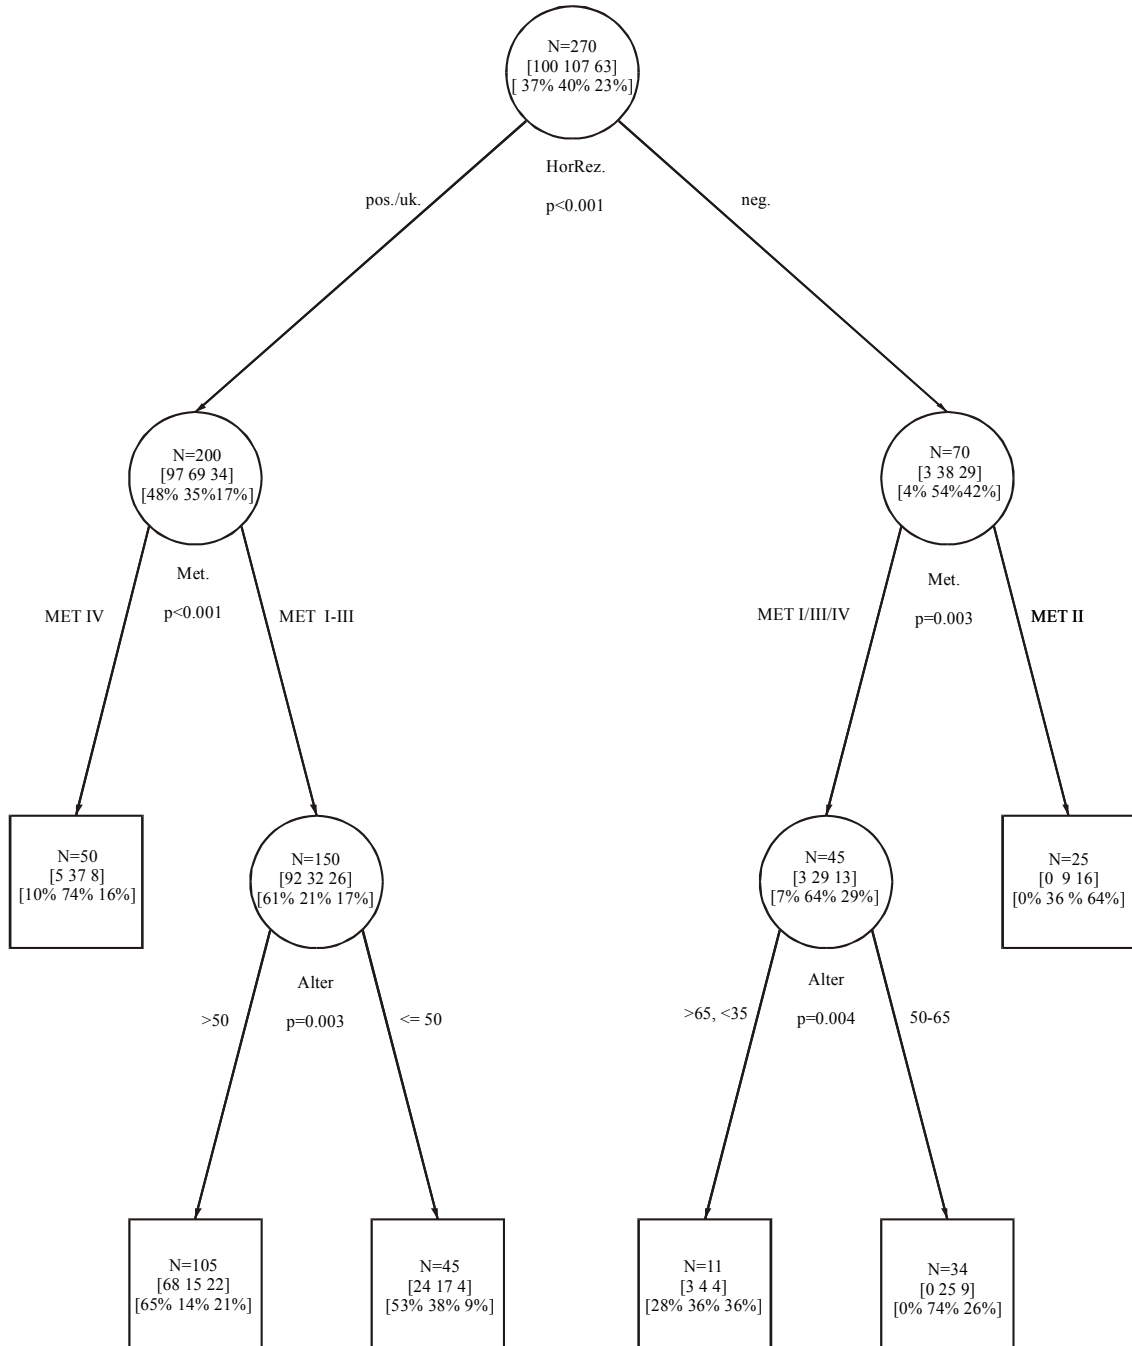 N=270
[100 107 63]
[ 37% 40% 23%]
HorRez.
pos./uk.
neg.
p<0.001
N=200
[97 69 34]
[48% 35%17%]
N=70
[3 38 29]
[4% 54%42%]
Met.
Met.
MET IV
p<0.001
MET  I-III
MET I/III/IV
p=0.003
MET II
N=50
[5 37 8]
[10% 74% 16%]
N=150
[92 32 26]
[61% 21% 17%]
N=45
[3 29 13]
[7% 64% 29%]
N=25
[0  9 16]
[0% 36 % 64%]
Alter
Alter
>50
p=0.003
<= 50
>65, <35
p=0.004
50-65
N=105
[68 15 22]
[65% 14% 21%]
N=45
[24 17 4]
[53% 38% 9%]
N=11
[3 4 4]
[28% 36% 36%]
N=34
[0 25 9]
[0% 74% 26%]